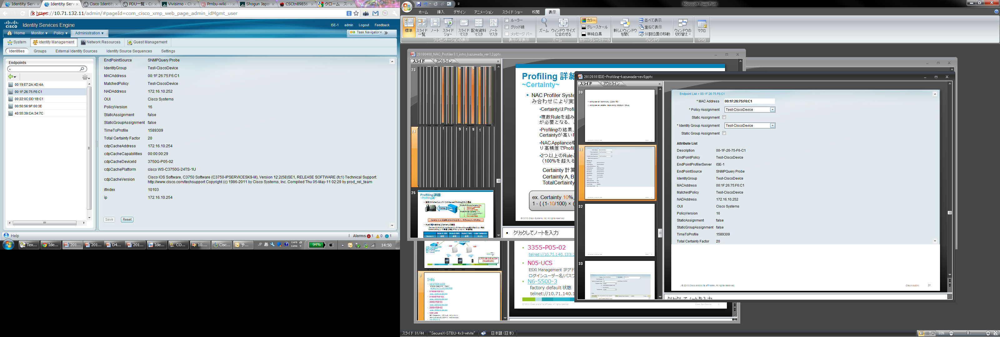 Identity Serv
Identity Serv
Cisco Identity
PDU一覧 - Co
Vivisimo - Cli
Pmbu-wiki -
Shogun Japan
CSCtn89856
クローム ス
https://10.71.132.11/admin/#pageId=com_cisco_xmp_web_page_admin_idMgmt_user
CISCO Identity Services Engine
ISE-1 admin Logout Feedback
Home Monitor Policy Administration
Task Navigator
System Identity Management Network Resources Guest Management
Identities Groups External Identity Sources Identity Source Sequences Settings
Endpoints
00:19:E7:2A:4D:4A
00:1F:26:75:F6:C1
00:22:0C:DD:1B:C1
00:50:56:9F:00:3E
40:55:39:CA:34:7C
EndPointSource SNMPQuery Probe
IdentityGroup Test-CiscoDevice
MACAddress 00:1F:26:75:F6:C1
MatchedPolicy Test-CiscoDevice
NADAddress 172.16.10.252
OUI Cisco Systems
PolicyVersion 16
StaticAssignment false
StaticGroupAssignment false
TimeToProfile 1589309
Total Certainty Factor 20
cdpCacheAddress 172.16.10.254
cdpCacheCapabilities 00:00:00:29
cdpCacheDeviceId 3750G-P05-02
cdpCachePlatform cisco WS-C3750G-24TS-1U
cdpCacheVersion Cisco IOS Software, C3750 Software (C3750-IPSERVICESK9-M), Version 12.2(58)SE1, RELEASE SOFTWARE (fc1) Technical Support:
http://www.cisco.com/techsupport Copyright (c) 1986-2011 by Cisco Systems, Inc. Compiled Thu 05-May-11 02:29 by prod_rel_team
ifIndex 10103
ip 172.16.10.254
Save Reset
Help
Alarms 1 0 1
Tex... Ide... 201... 201... D4... 201... Ide... CO... 10.... Cisc... 予...
JP あ CAPS KANA 94% 14:50
Microsoft PowerPoint
ホーム 挿入 デザイン アニメーション スライド ショー 校閲 表示
標準 スライド一覧 ノート スライドショー スライドマスタ 配布資料マスタ ノートマスタ
プレゼンテーションの表示
ルーラー
グリッド線
メッセージ バー
表示/非表示
ズーム ウィンドウ サイズに合わせる
ズーム
カラー
グレースケール
単純白黒
カラー/グレースケール
新しいウィンドウを開く
並べて表示
重ねて表示
分割位置の移動
ウィンドウの切り替え
ウィンドウ
マクロ
マクロ
20100408_NAC_Profiler3.1_intro_kazuwada_ver1.2.pptx
スライド アウトライン
23
24
25
Profiling 詳細
Profiling 詳細
~Certainty~
NAC Profiler Syste
み合わせにより実
•CertaintyはProfi
•複数Ruleを組み
が必要となる、
•Profilingの結果、
Certaintyが高いF
•NAC Appliance環
り高精度でProfil
•2つ以上のRuleと
(100%を超える
Certainty 計算
Certainty A, B
TotalCertainty
ex. Certainty 10%,
1 - { (1-10/100) × (
© 2010 Cisco Systems, Inc. All rights reserved.
クリックしてノートを入力
172.16.10.x/24
(VLAN10)
3
Info
3355-P05-02
telnet://10.71.140.133:2
N05-UCS
ESXi Management IPアド
ログインユーザー名/パスワ
N6-5500-3
factory default 状態
telnet://10.71.140.1
20120101ISE-Profiling-kazuwada-rev0.pptx
スライド アウトライン
30
snmp-server community public RO
snmp-server enable traps snmp linkdown linkup
31
32
33
Endpoint List > 00:1F:26:75:F6:C1
* MAC Address 00:1F:26:75:F6:C1
* Policy Assignment Test-CiscoDevice
Static Assignment
* Identity Group Assignment Test-CiscoDevice
Static Group Assignment
Attribute List
Description 00-1F-26-75-F6-C1
EndPointPolicy Test-CiscoDevice
EndPointProfilerServer ISE-1
EndPointSource SNMPQuery Probe
IdentityGroup Test-CiscoDevice
MACAddress 00:1F:26:75:F6:C1
MatchedPolicy Test-CiscoDevice
NADAddress 172.16.10.252
OUI Cisco Systems
PolicyVersion 16
StaticAssignment false
StaticGroupAssignment false
TimeToProfile 1589309
Total Certainty Factor 20
© 2012 Cisco and/or its affiliates. All rights reserved. Cisco public 31
クリックしてノートを入力
スライド 31/44 "SecureX-STBU-4x3-white" 日本語 (日本)
90%